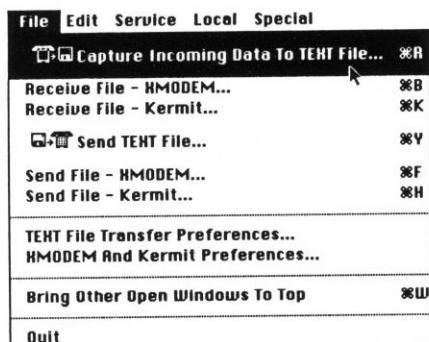 File Edit Service Local Special
Capture Incoming Data To TEXT File... ⌘R
Receive File - XMODEM... ⌘B
Receive File - Kermit... ⌘K
Send TEXT File... ⌘Y
Send File - XMODEM... ⌘F
Send File - Kermit... ⌘H
TEXT File Transfer Preferences...
XMODEM And Kermit Preferences...
Bring Other Open Windows To Top ⌘W
Quit